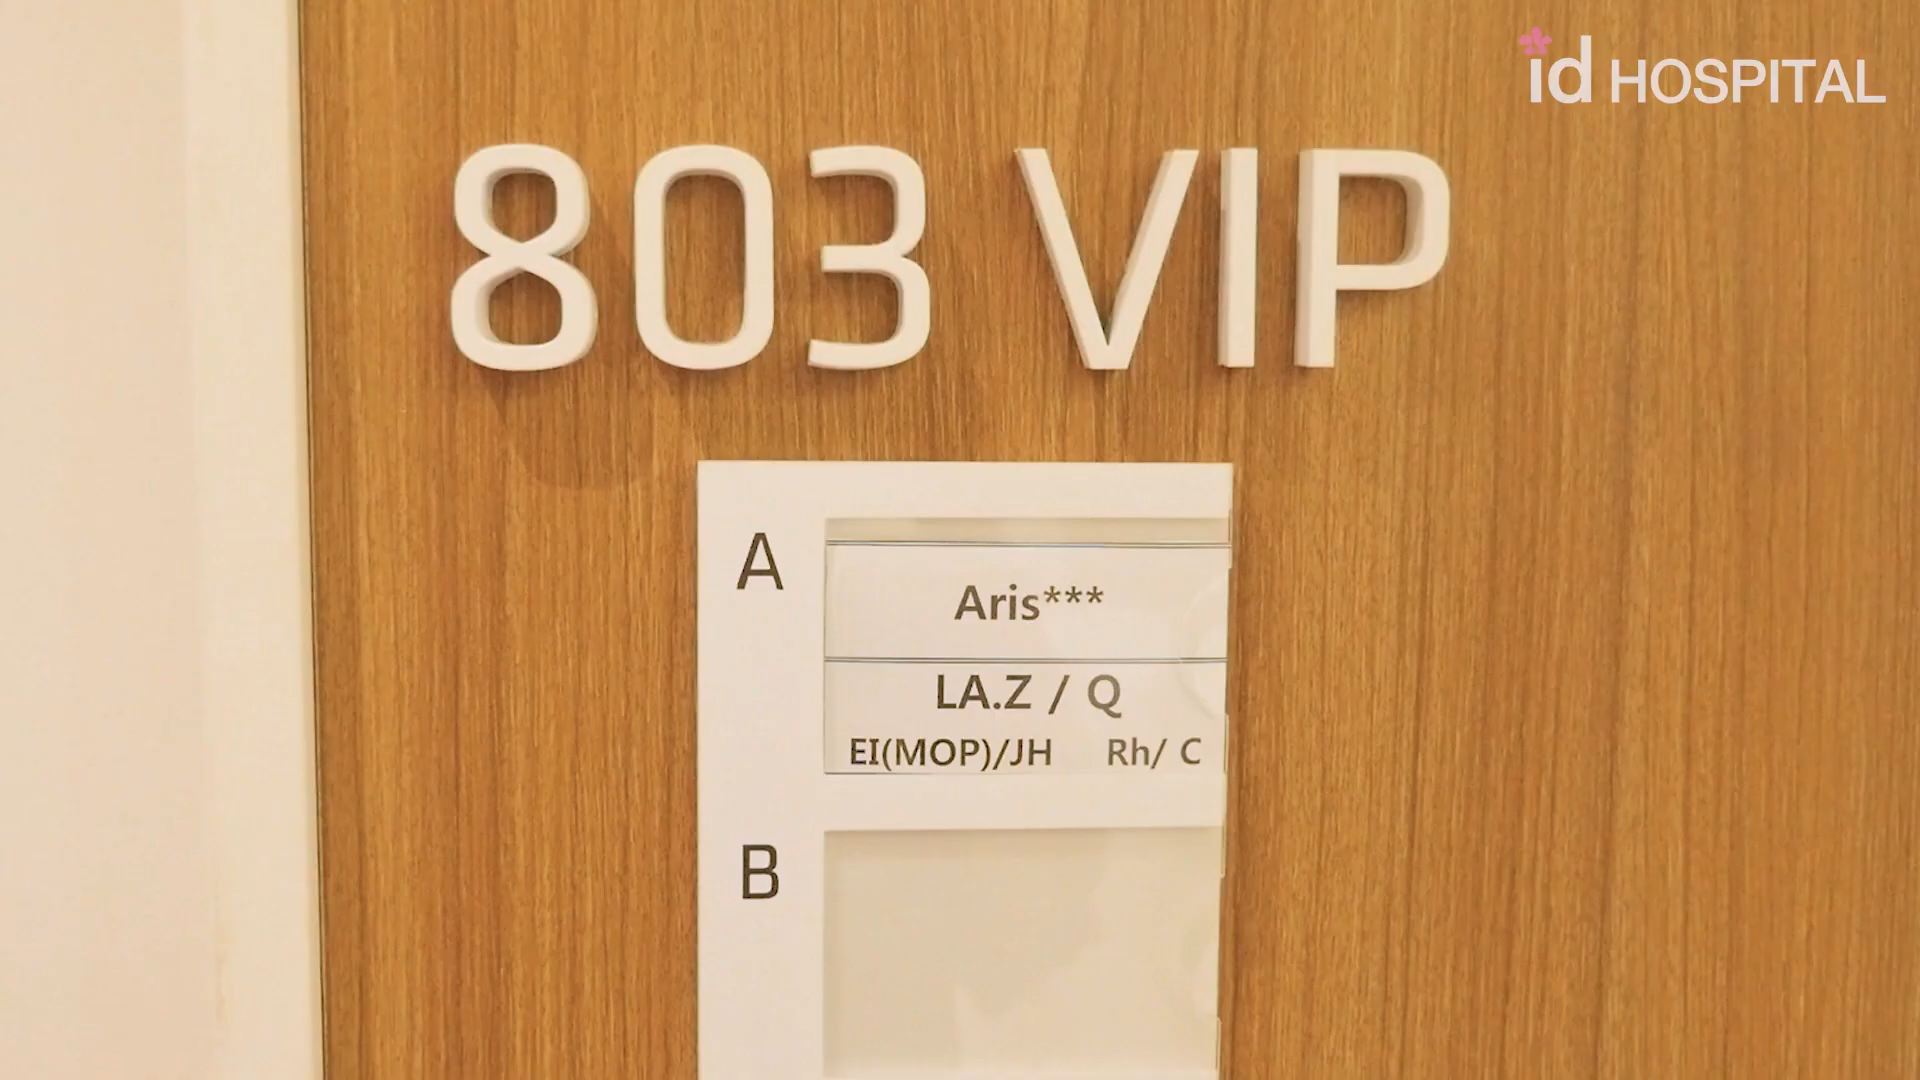 id HOSPITAL
803 VIP
A
Aris***
LA.Z / Q
EI(MOP)/JH Rh/ C
B